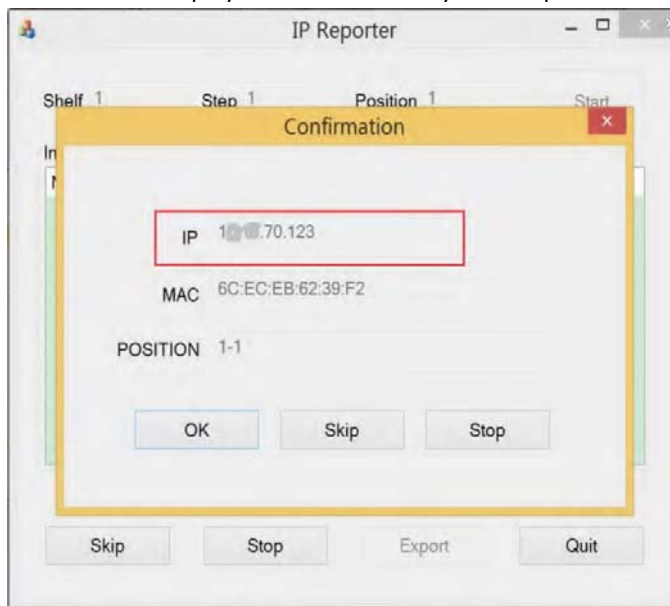 IP Reporter
Shelf 1 Step 1 Position 1 Start
Confirmation
In
IP .70.123
MAC 6C:EC:EB:62:39:F2
POSITION 1-1
OK Skip Stop
Skip Stop Export Quit